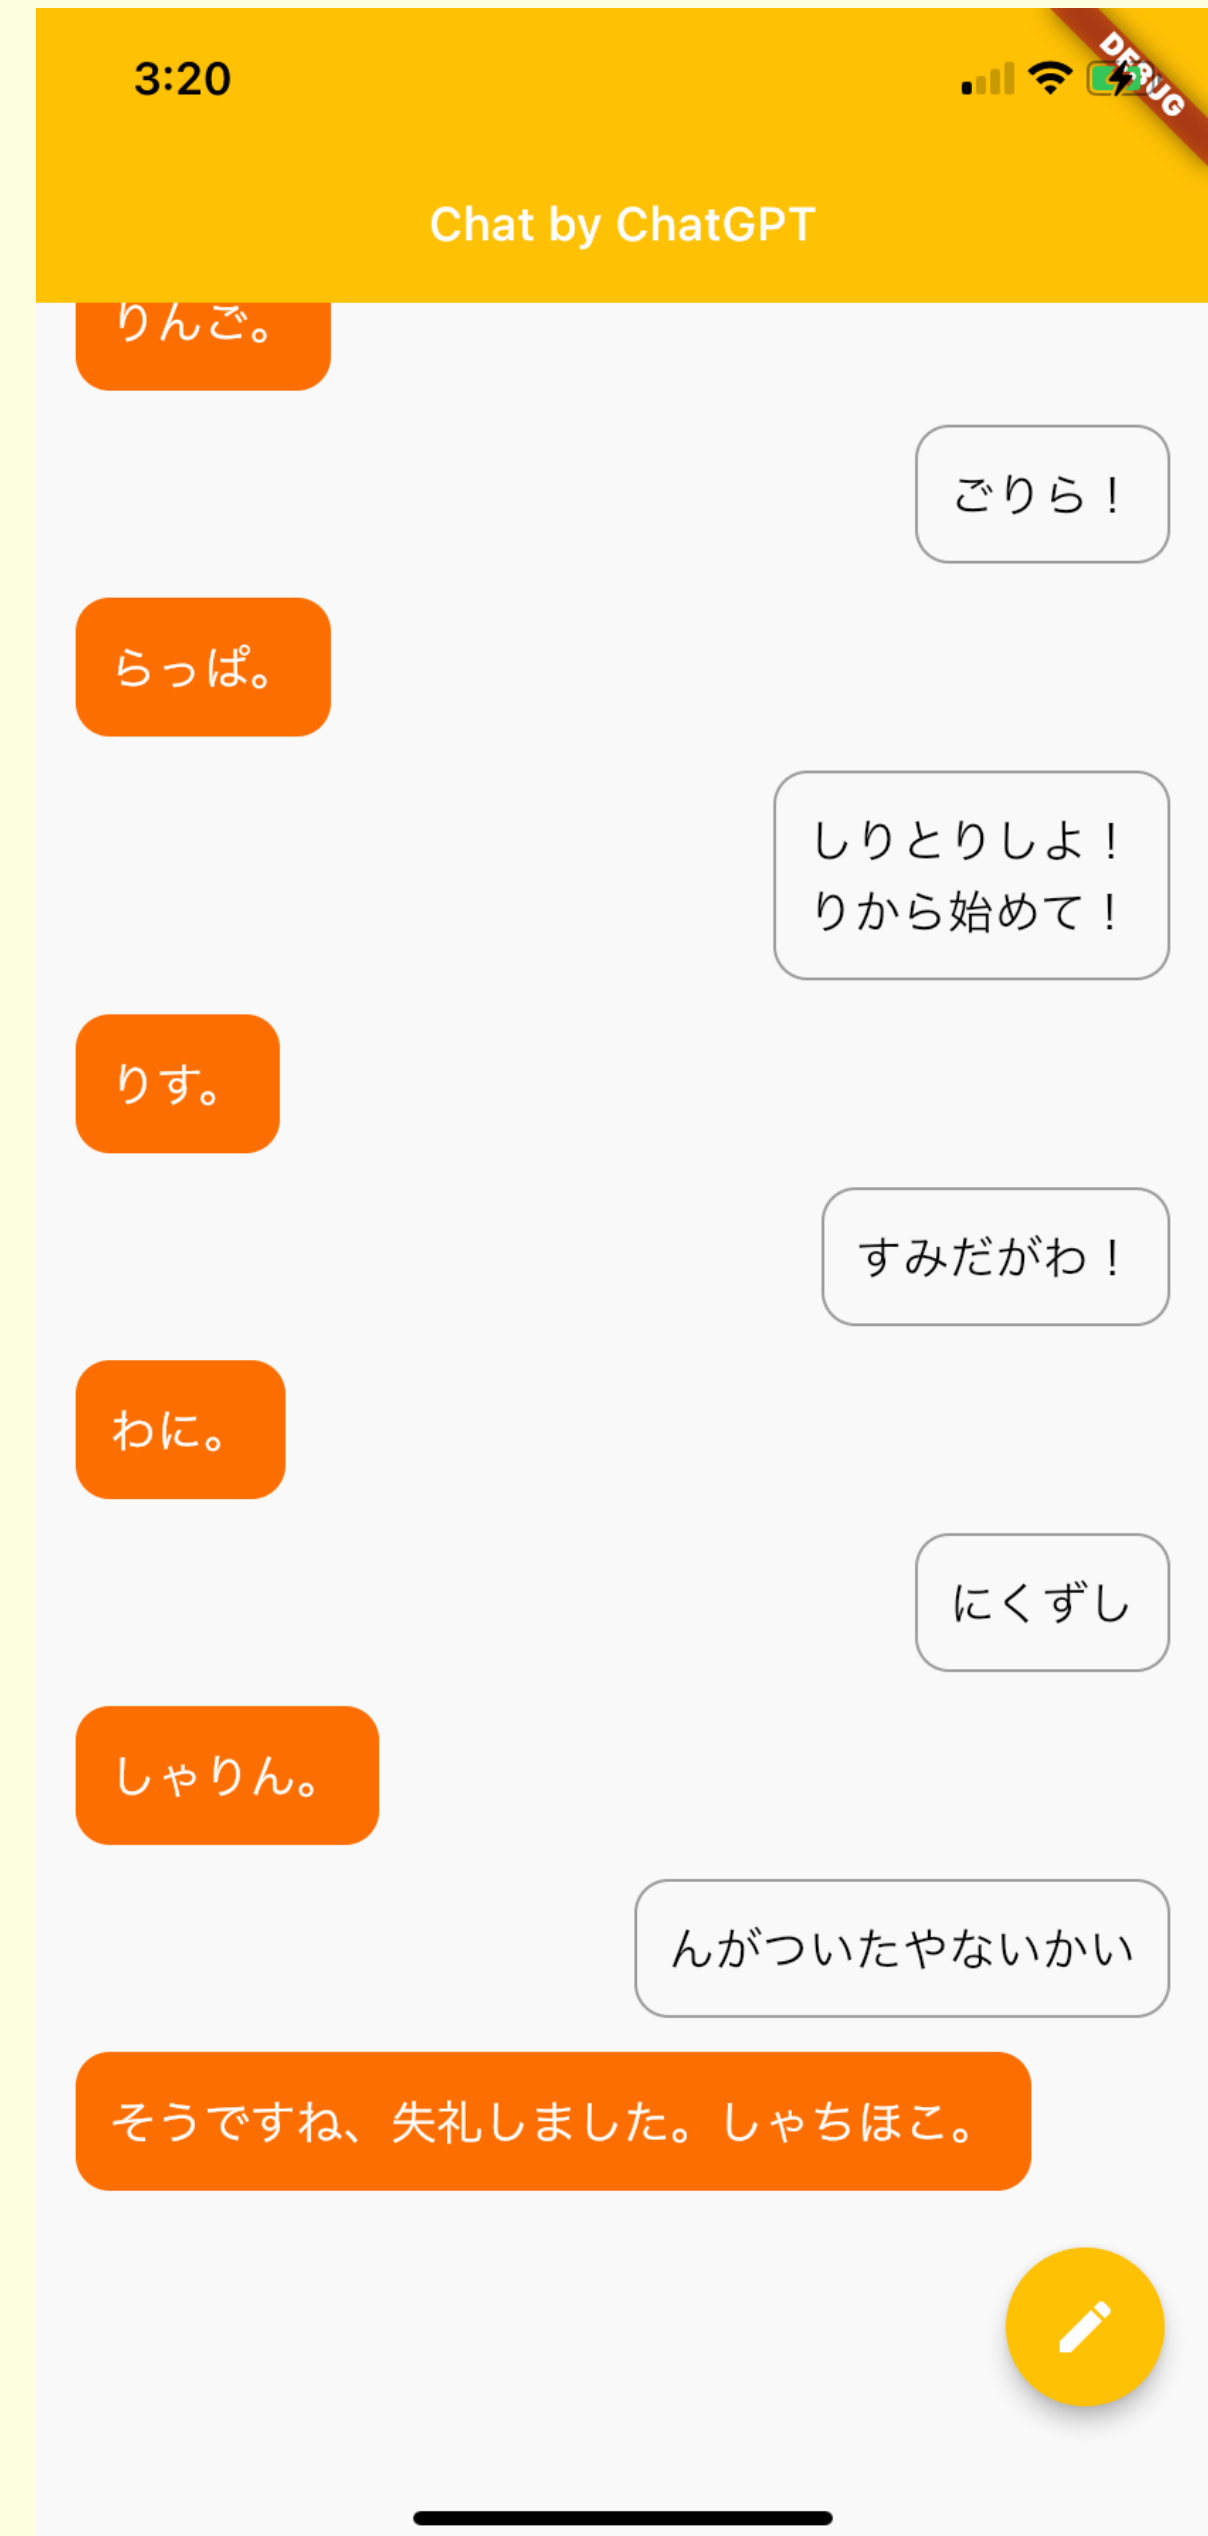 3:20
DEBUG
Chat by ChatGPT
りんご。
ごりら！
らっぱ。
しりとりしよ！
りから始めて！
りす。
すみだがわ！
わに。
にくずし
しゃりん。
んがついたやないかい
そうですね、失礼しました。しゃちほこ。